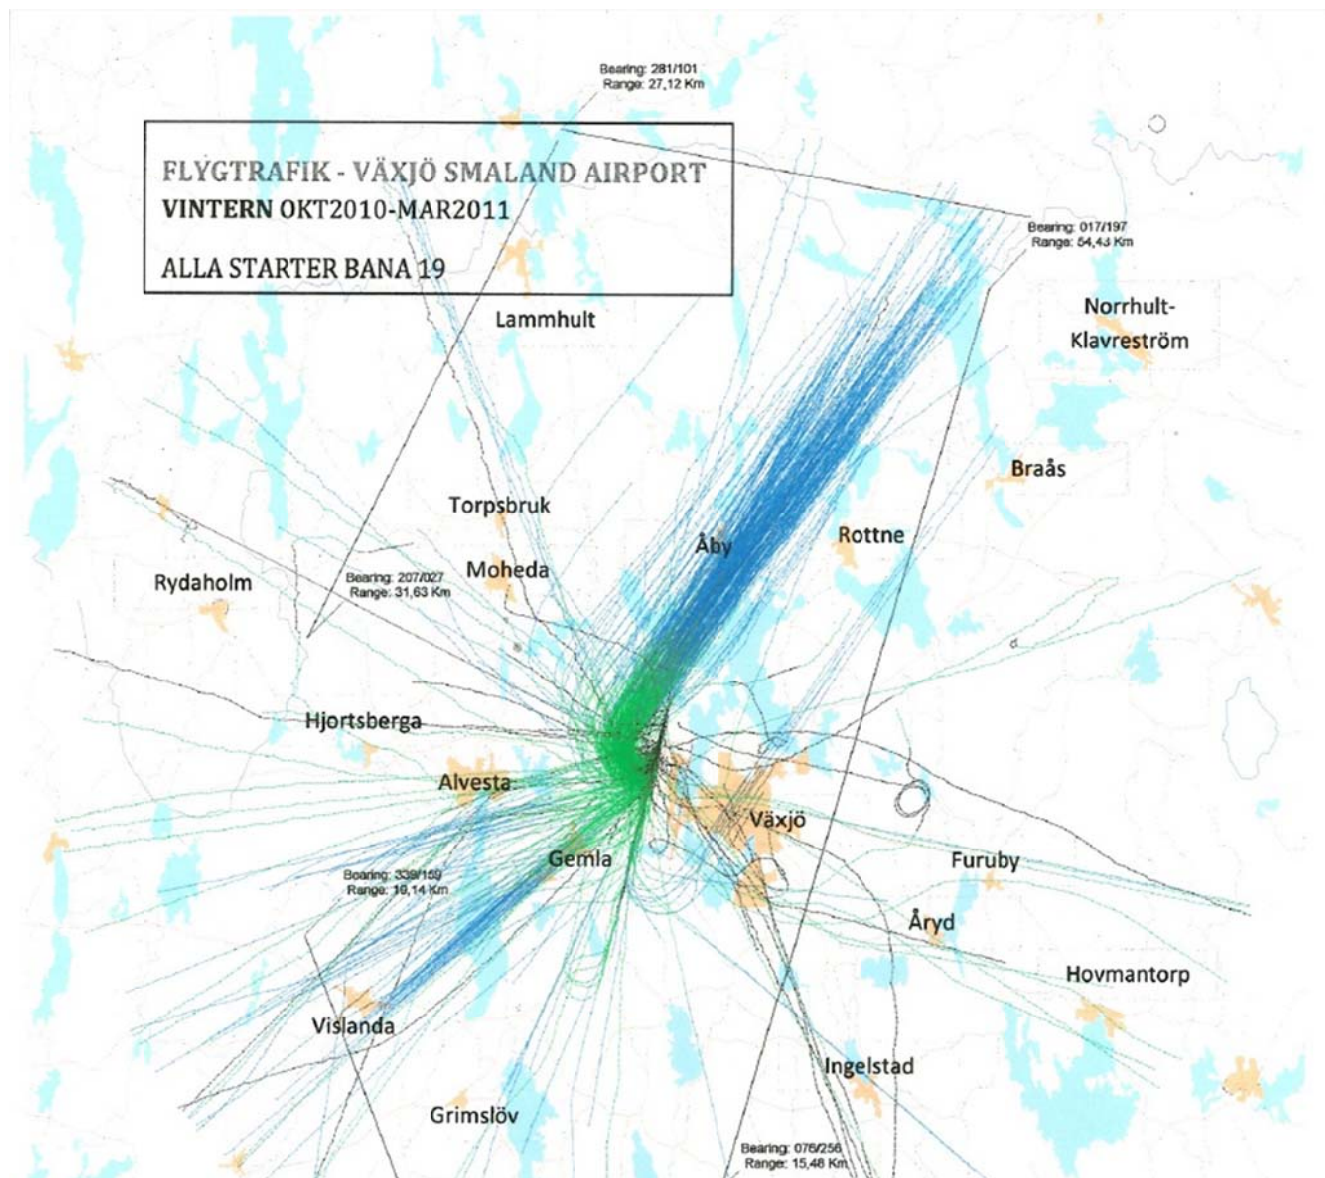 Bearing: 281/101
Range: 27,12 Km
FLYGTRAFIK - VÄXJÖ SMALAND AIRPORT
VINTERN OKT2010-MAR2011
ALLA STARTER BANA 19
Bearing: 017/197
Range: 54,43 Km
Norrhult-
Klavreström
Lammhult
Braås
Torpsbruk
Åby
Rottne
Moheda
Rydaholm
Bearing: 207/027
Range: 31,63 Km
Hjortsberga
Alvesta
Växjö
Gemla
Furuby
Bearing: 339/159
Range: 19,14 Km
Åryd
Hovmantorp
Vislanda
Ingelstad
Grimslöv
Bearing: 076/256
Range: 15,48 Km